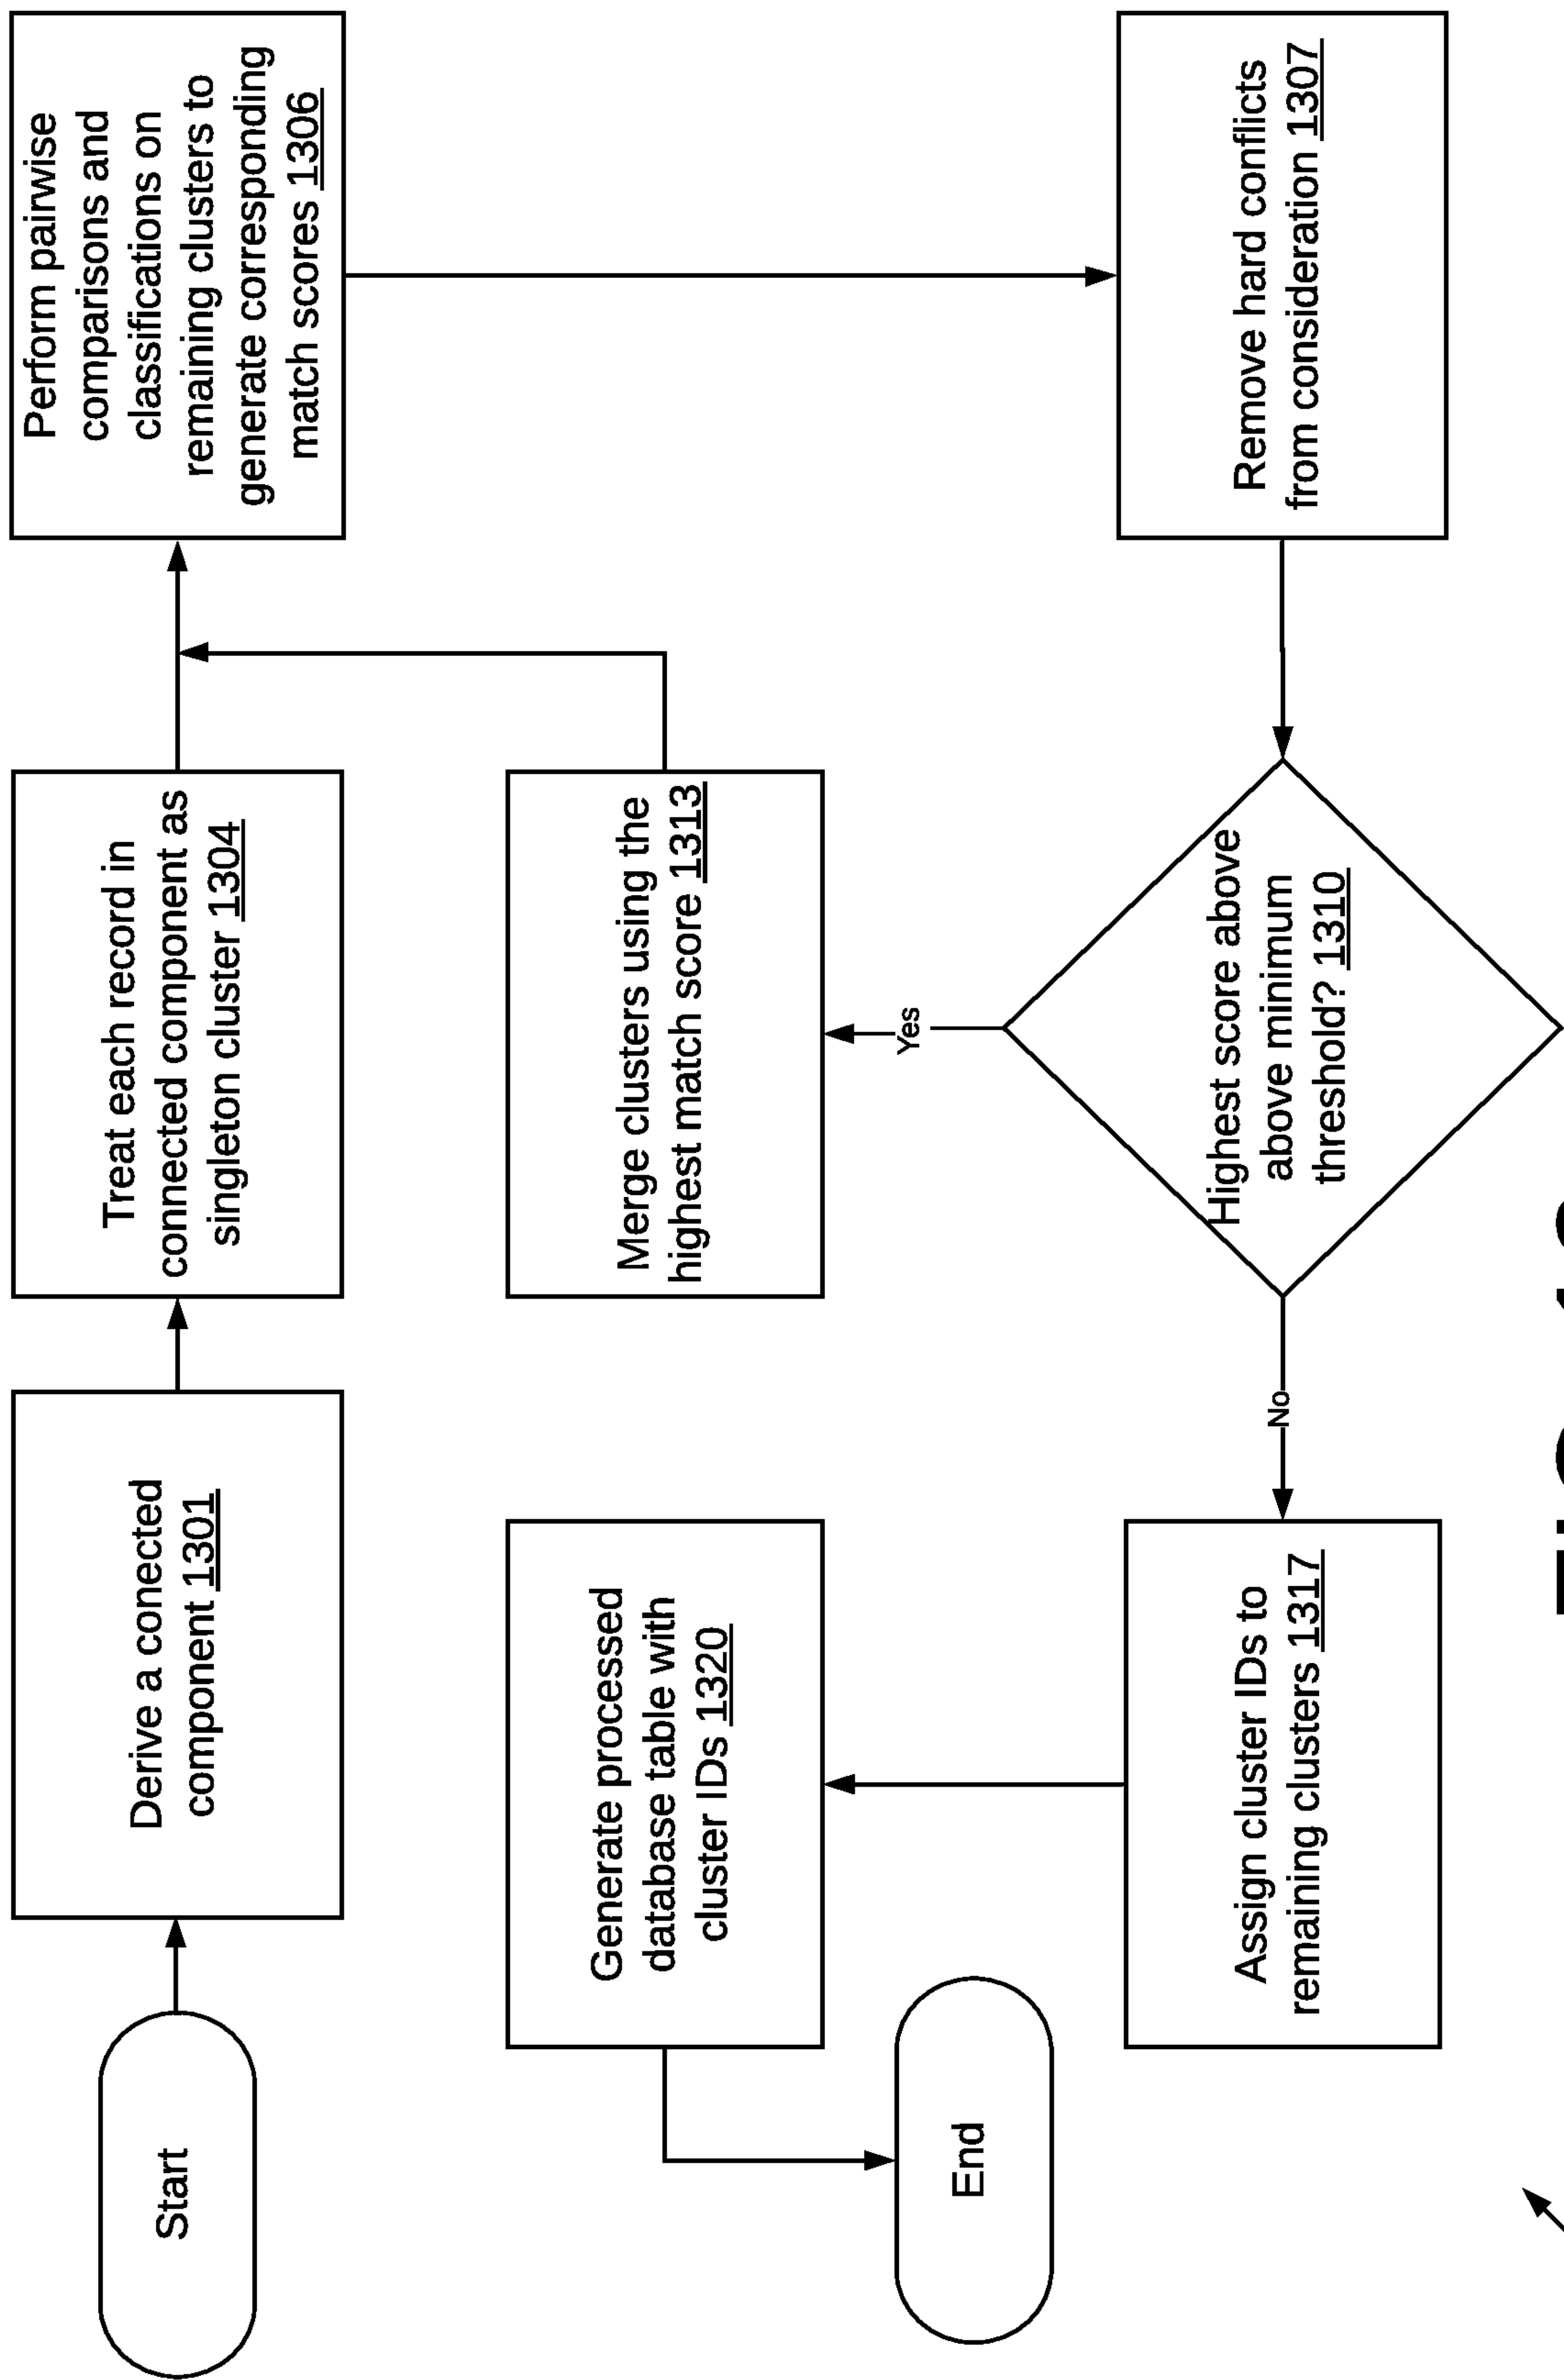 Start
Derive a conected
component 1301
Treat each record in
connected component as
singleton cluster 1304
Perform pairwise
comparisons and
classifications on
remaining clusters to
generate corresponding
match scores 1306
Remove hard conflicts
from consideration 1307
Highest score above
above minimum
threshold? 1310
Yes
Merge clusters using the
highest match score 1313
No
Assign cluster IDs to
remaining clusters 1317
Generate processed
database table with
cluster IDs 1320
End